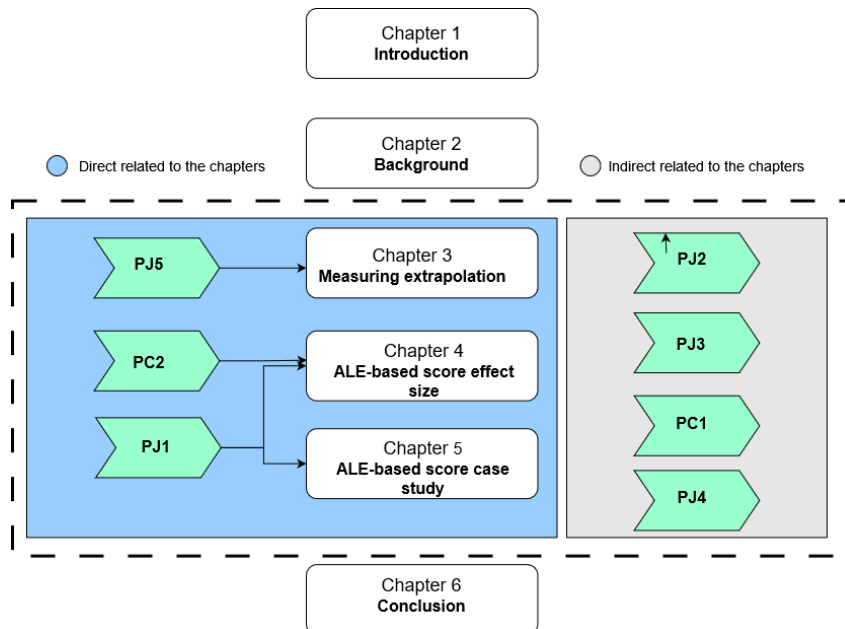 Chapter 1
Introduction
Chapter 2
Background
Direct related to the chapters
Indirect related to the chapters
PJ5
Chapter 3
Measuring extrapolation
PC2
Chapter 4
ALE-based score effect
size
PJ1
Chapter 5
ALE-based score case
study
PJ2
PJ3
PC1
PJ4
Chapter 6
Conclusion